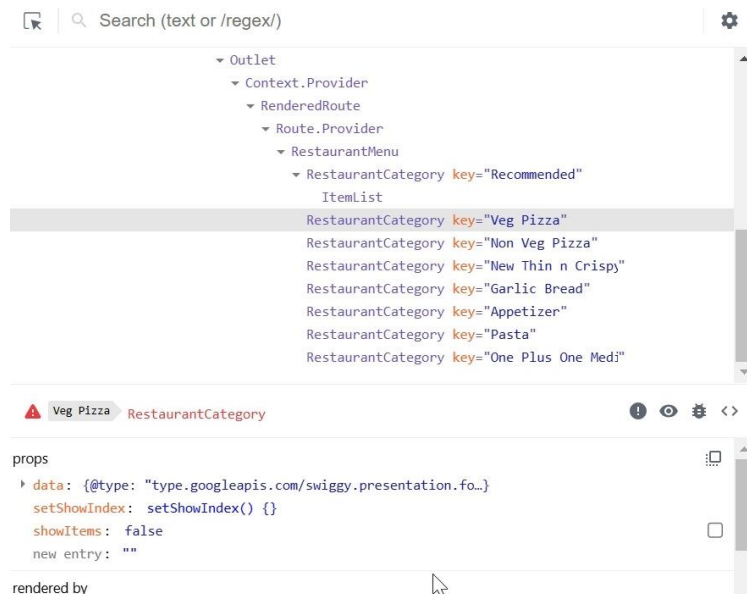 Search (text or /regex/)
Outlet
Context.Provider
RenderedRoute
Route.Provider
RestaurantMenu
RestaurantCategory key="Recommended"
ItemList
RestaurantCategory key="Veg Pizza"
RestaurantCategory key="Non Veg Pizza"
RestaurantCategory key="New Thin n Crispy"
RestaurantCategory key="Garlic Bread"
RestaurantCategory key="Appetizer"
RestaurantCategory key="Pasta"
RestaurantCategory key="One Plus One Medi"
Veg Pizza RestaurantCategory
props
data: {@type: "type.googleapis.com/swiggy.presentation.fo…}
setShowIndex: setShowIndex() {}
showItems: false
new entry: ""
rendered by